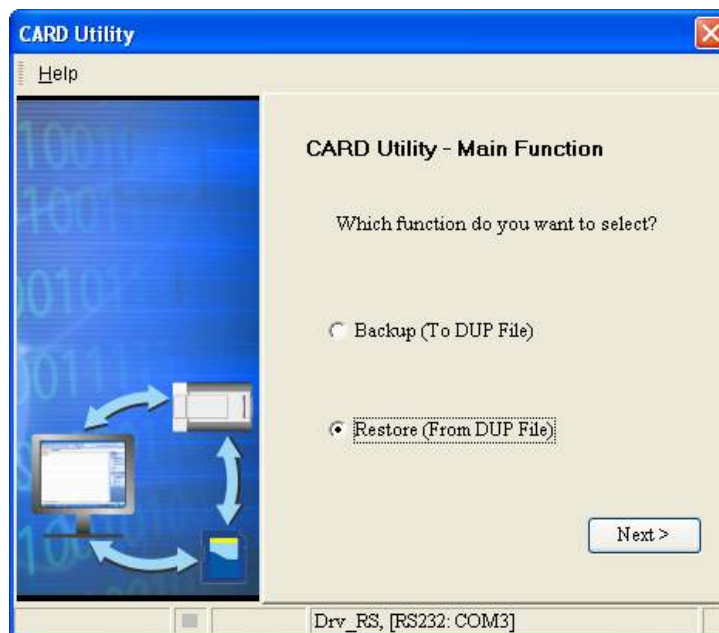 CARD Utility
Help
CARD Utility - Main Function
Which function do you want to select?
Backup (To DUP File)
Restore (From DUP File)
Next >
Drv_RS, [RS232: COM3]